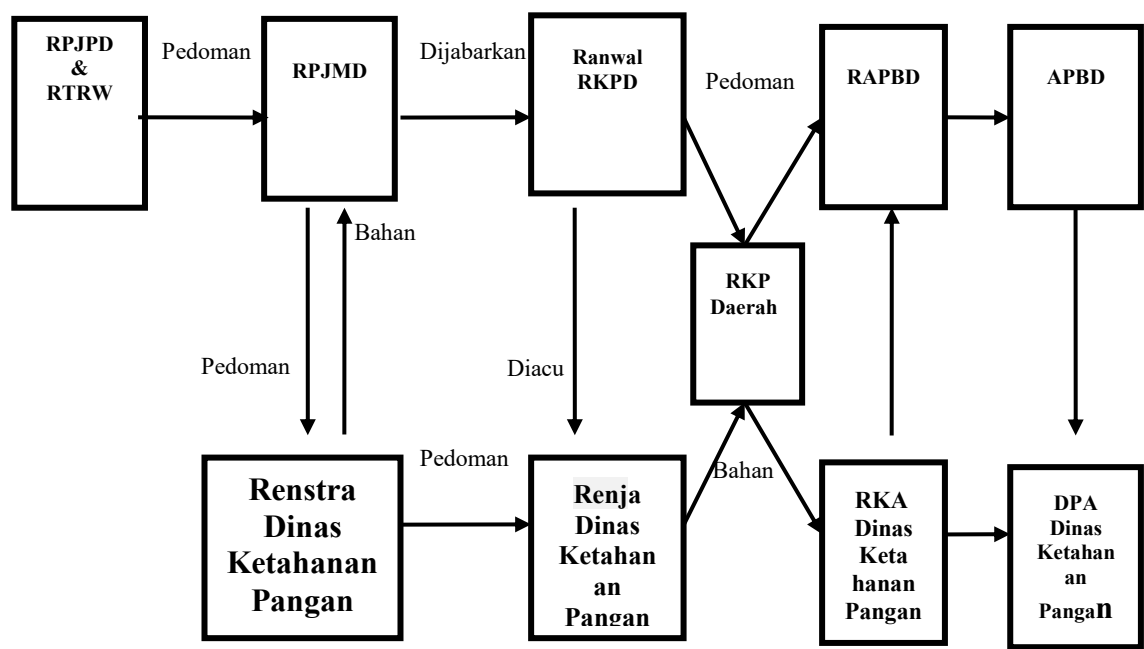 RPJPD
&
RTRW
Pedoman
RPJMD
Dijabarkan
Ranwal
RKPD
Pedoman
RAPBD
APBD
Bahan
RKP
Daerah
Pedoman
Diacu
Renstra
Dinas
Ketahanan
Pangan
Pedoman
Renja
Dinas
Ketahan
an
Pangan
Bahan
RKA
Dinas
Keta
hanan
Pangan
DPA
Dinas
Ketahan
an
Pangan